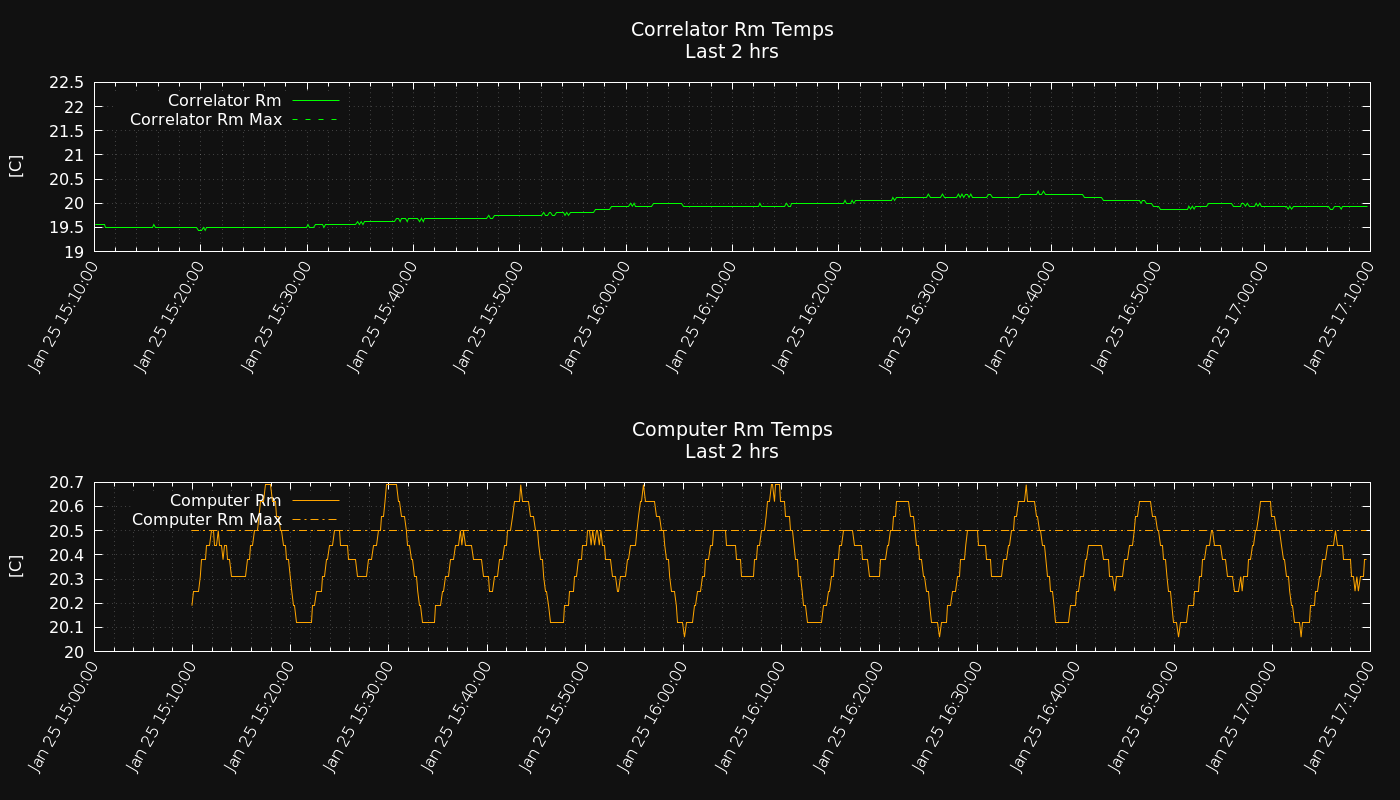 Correlator Rm Temps
Last 2 hrs
22.5
22
21.5
21
20.5
20
19.5
19
[C]
Correlator Rm
Correlator Rm Max
Jan 25 15:10:00
Jan 25 15:20:00
Jan 25 15:30:00
Jan 25 15:40:00
Jan 25 15:50:00
Jan 25 16:00:00
Jan 25 16:10:00
Jan 25 16:20:00
Jan 25 16:30:00
Jan 25 16:40:00
Jan 25 16:50:00
Jan 25 17:00:00
Jan 25 17:10:00
Computer Rm Temps
Last 2 hrs
20.7
20.6
20.5
20.4
20.3
20.2
20.1
20
[C]
Computer Rm
Computer Rm Max
Jan 25 15:00:00
Jan 25 15:10:00
Jan 25 15:20:00
Jan 25 15:30:00
Jan 25 15:40:00
Jan 25 15:50:00
Jan 25 16:00:00
Jan 25 16:10:00
Jan 25 16:20:00
Jan 25 16:30:00
Jan 25 16:40:00
Jan 25 16:50:00
Jan 25 17:00:00
Jan 25 17:10:00